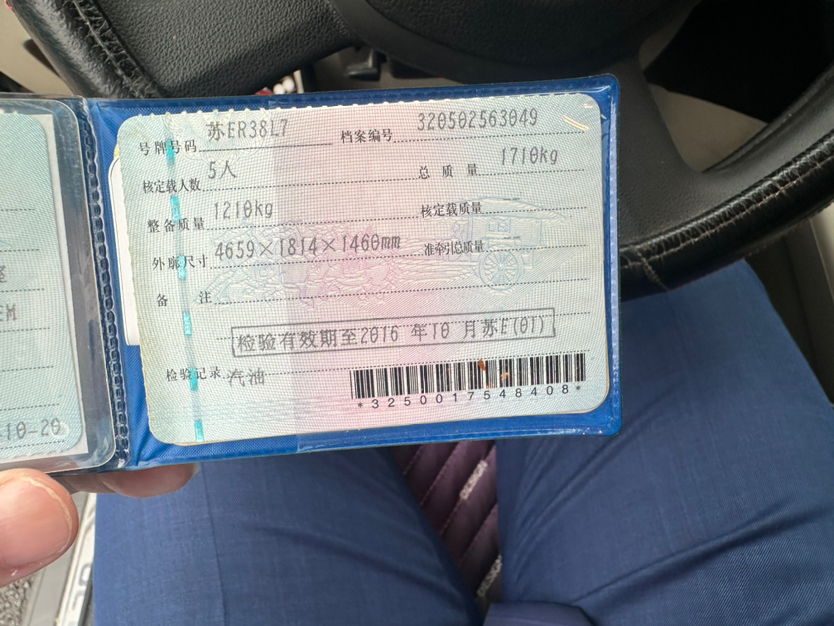 号牌号码 苏ER38L7 档案编号 320502563049
核定载人数 5人 总质量 1710kg
整备质量 1210kg 核定载质量
外廓尺寸 4659×1814×1460mm 准牵引总质量
备注
检验有效期至2016 年10 月苏E(01)
检验记录 汽油
*3250017548408*
10-20